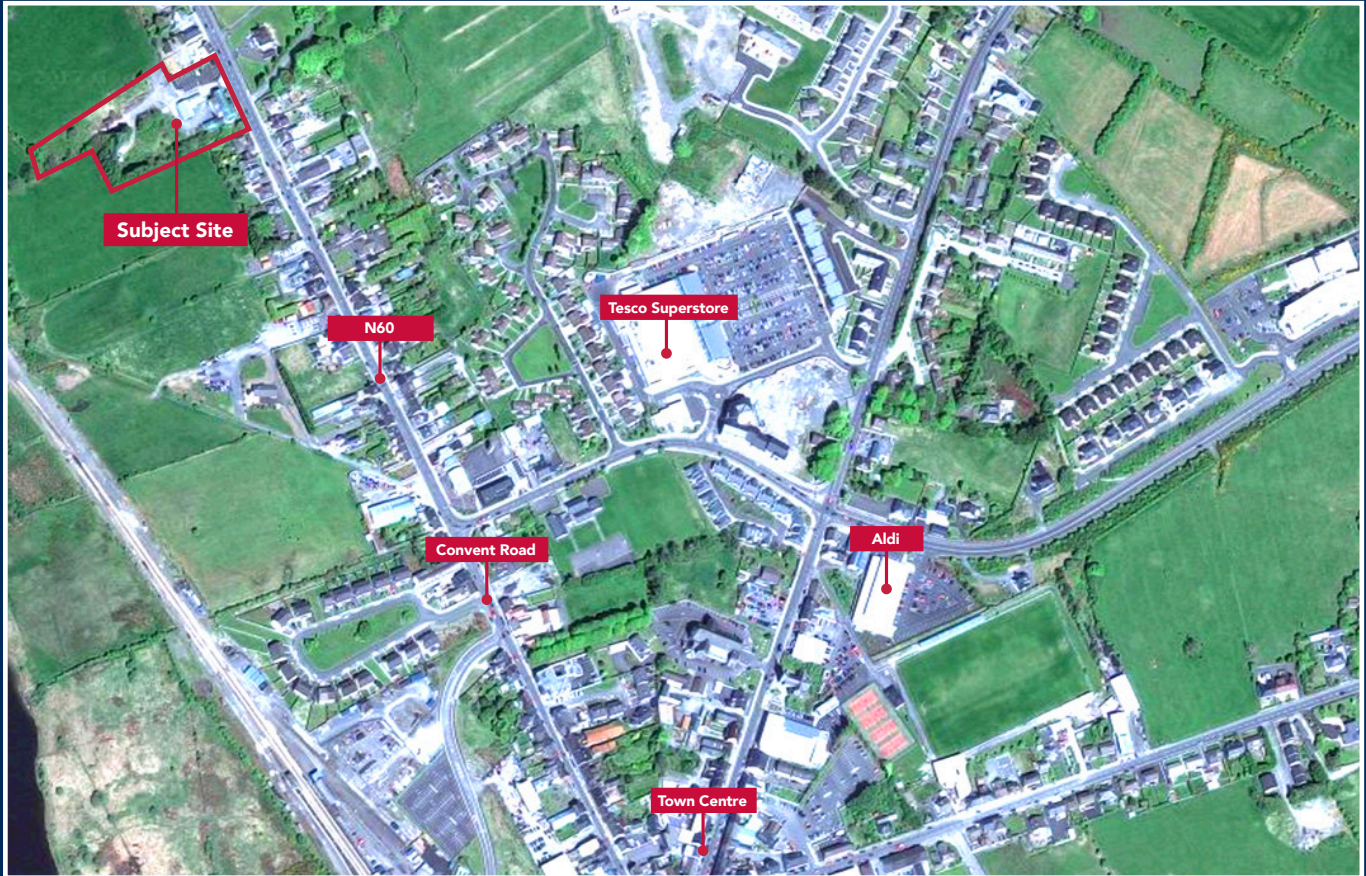 Subject Site
Tesco Superstore
N60
Aldi
Convent Road
Town Centre